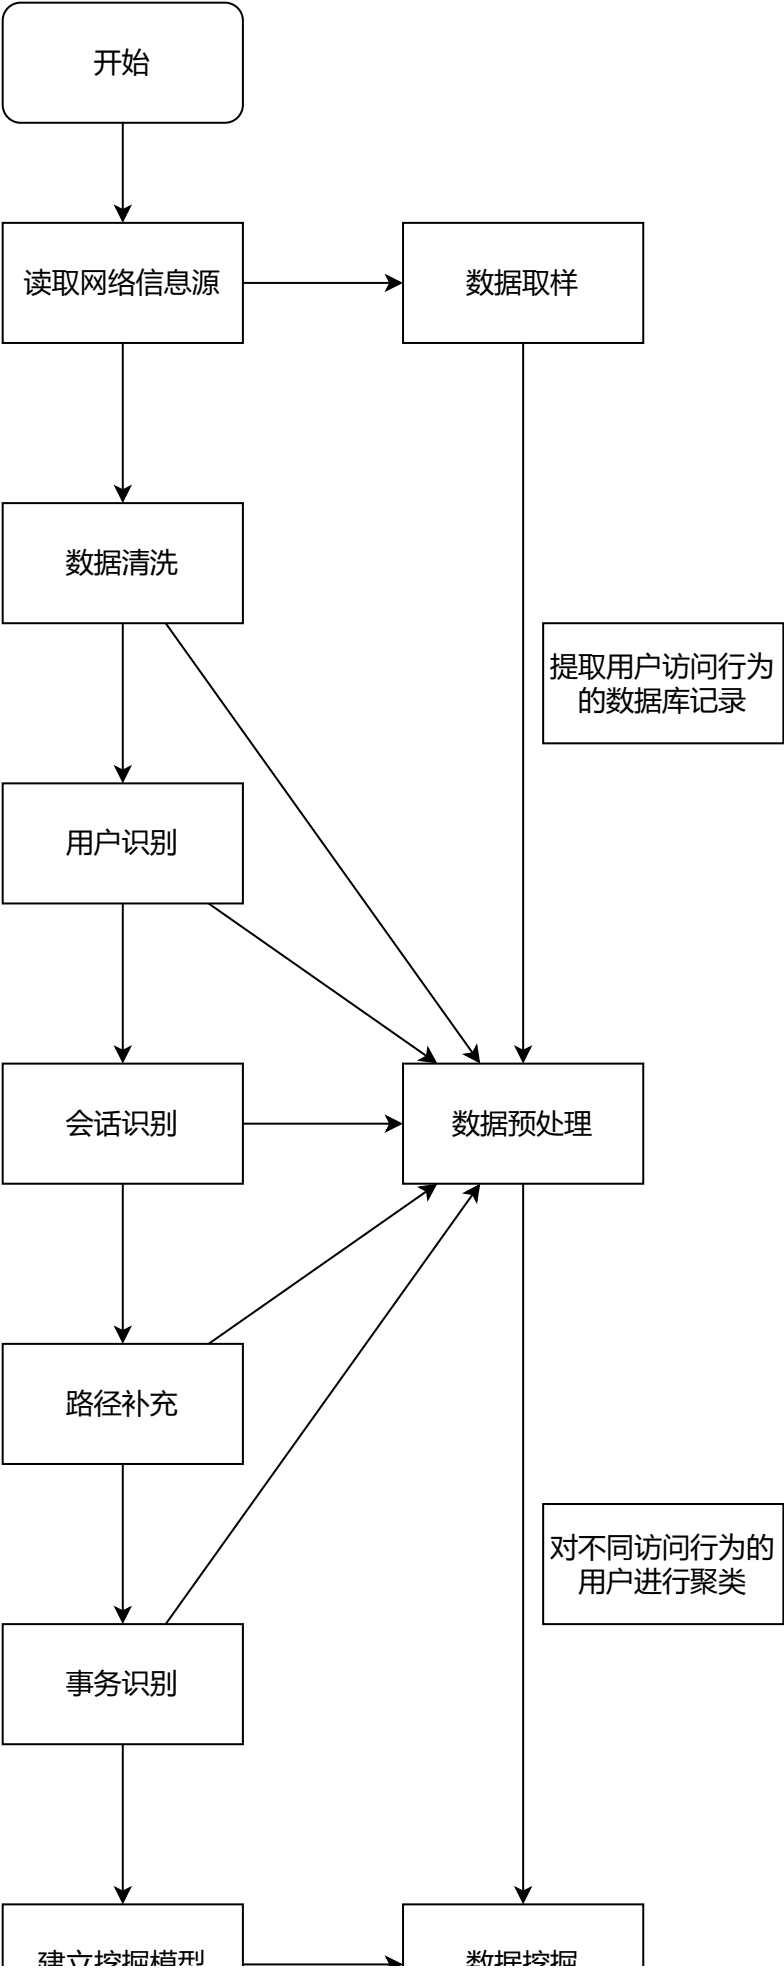 开始
读取网络信息源
数据取样
数据清洗
提取用户访问行为
的数据库记录
用户识别
会话识别
数据预处理
路径补充
对不同访问行为的
用户进行聚类
事务识别
建立挖掘模型
数据挖掘